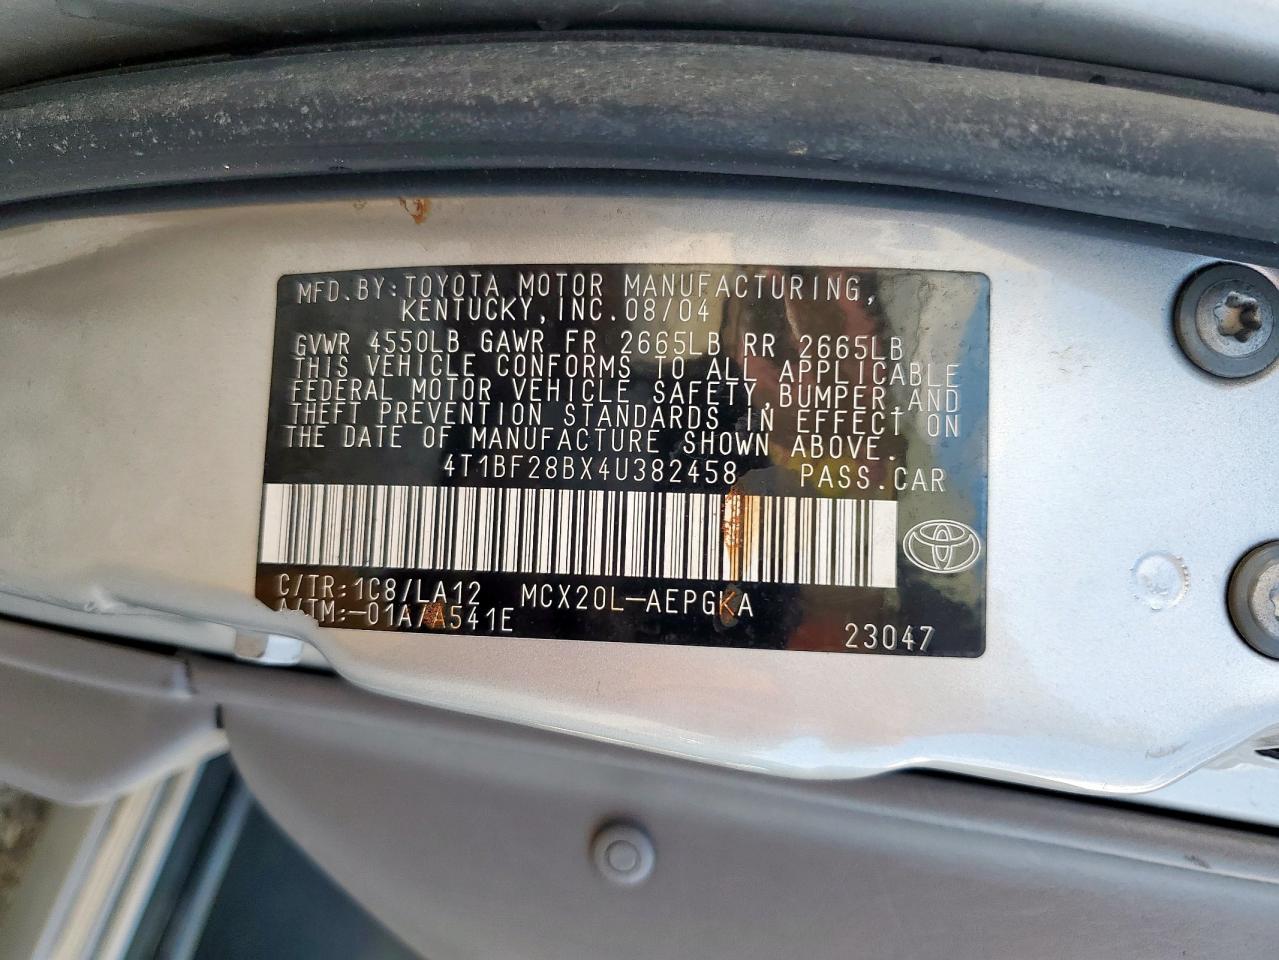 MFD.BY:TOYOTA MOTOR MANUFACTURING,
KENTUCKY,INC.08/04
GVWR 4550LB GAWR FR 2665LB RR 2665LB
THIS VEHICLE CONFORMS TO ALL APPLICABLE
FEDERAL MOTOR VEHICLE SAFETY,BUMPER,AND
THEFT PREVENTION STANDARDS IN EFFECT ON
THE DATE OF MANUFACTURE SHOWN ABOVE.
4T1BF28BX4U382458 PASS.CAR
C/TR:1C8/LA12 MCX20L-AEPGKA
A/TM:-01A/A541E
23047